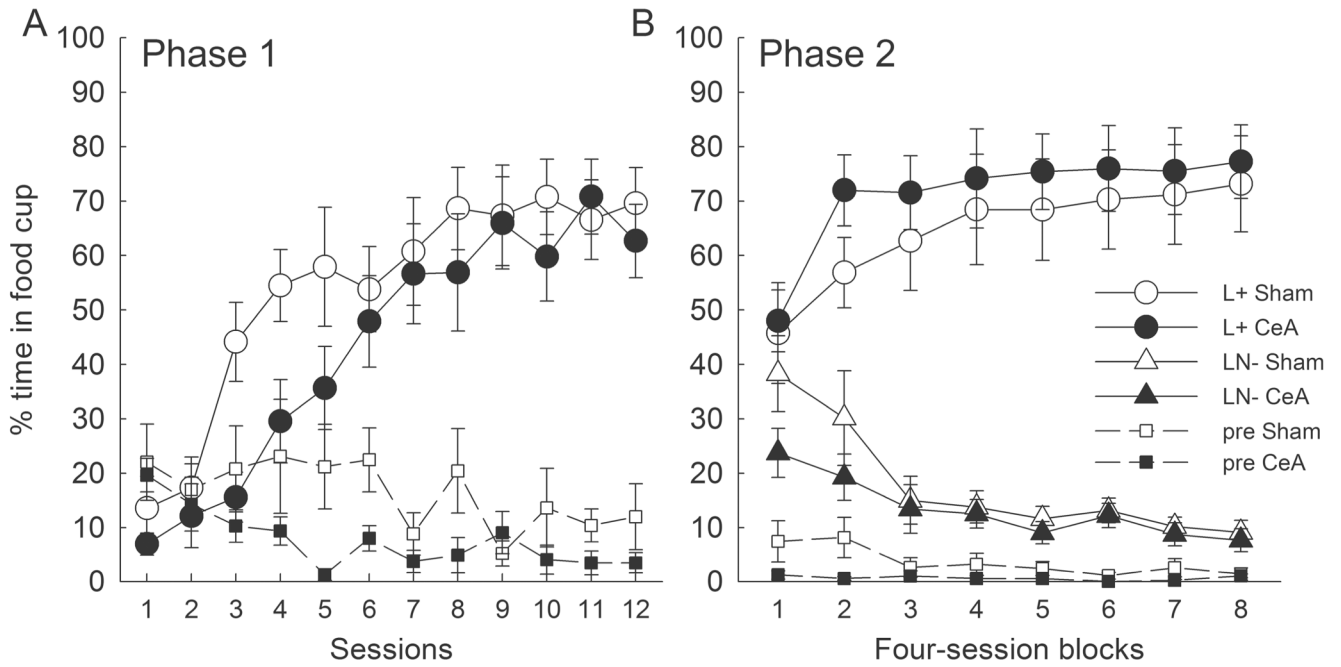 A
Phase 1
% time in food cup
100
90
80
70
60
50
40
30
20
10
0
1 2 3 4 5 6 7 8 9 10 11 12
Sessions
B
Phase 2
100
90
80
70
60
50
40
30
20
10
0
1 2 3 4 5 6 7 8
Four-session blocks
L+ Sham
L+ CeA
LN- Sham
LN- CeA
pre Sham
pre CeA